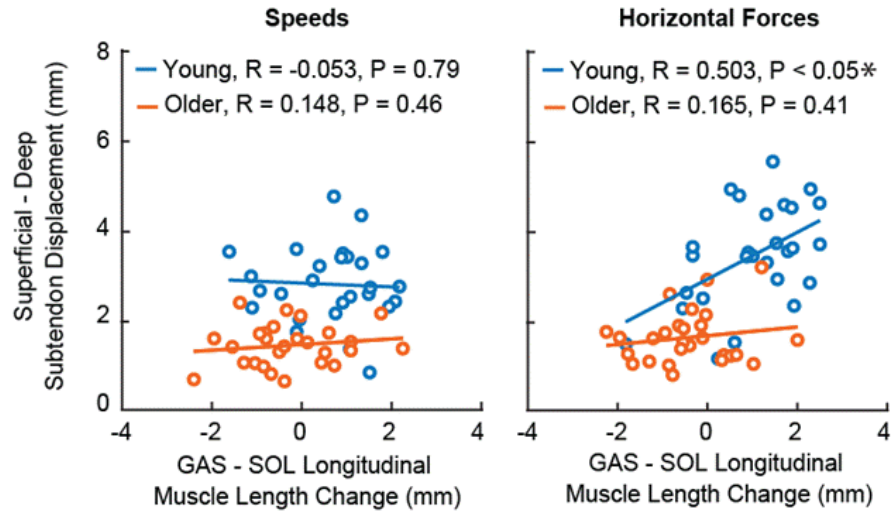 Speeds
Horizontal Forces
Superficial - Deep
Subtendon Displacement (mm)
8
6
4
2
0
Young, R = -0.053, P = 0.79
Older, R = 0.148, P = 0.46
Young, R = 0.503, P < 0.05*
Older, R = 0.165, P = 0.41
-4
-2
0
2
4
-4
-2
0
2
4
GAS - SOL Longitudinal
Muscle Length Change (mm)
GAS - SOL Longitudinal
Muscle Length Change (mm)